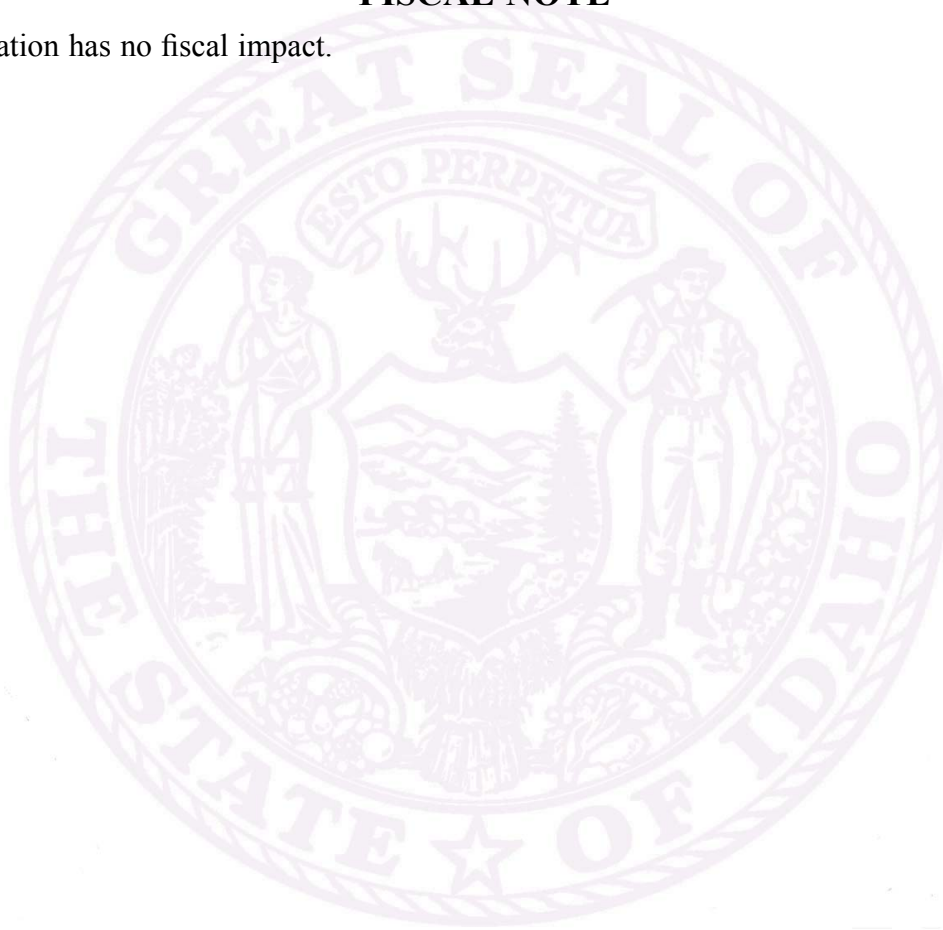 FISCAL NOTE
ation has no fiscal impact.
GREAT SEAL OF
ESTO PERPETUA
THE STATE OF IDAHO